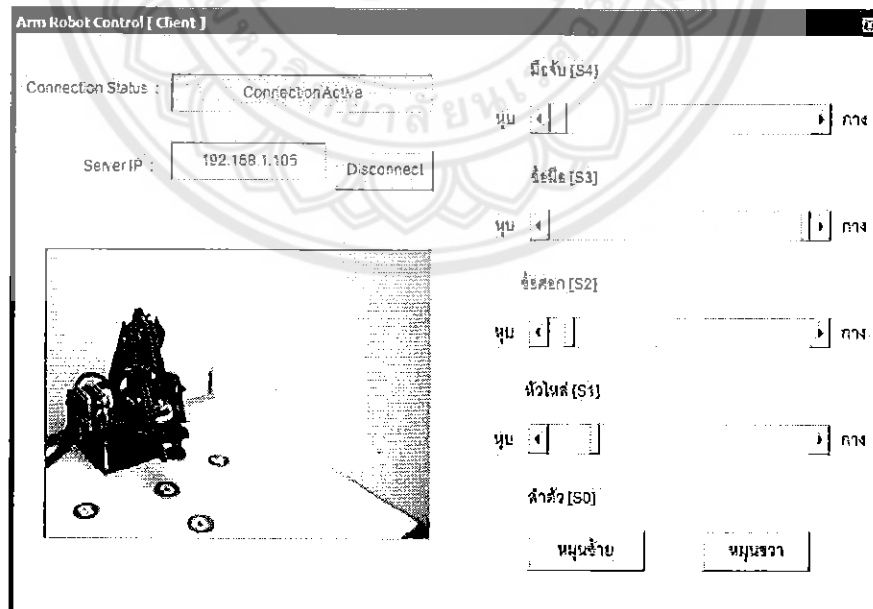 Arm Robot Control [ Client ]
Connection Status :
Connection Active
Server IP :
192.168.1.105
Disconnect
มือจับ [S4]
หุบ
กาง
ข้อมือ [S3]
หุบ
กาง
ข้อศอก [S2]
หุบ
กาง
หัวไหล่ [S1]
หุบ
กาง
ลำตัว [S0]
หมุนซ้าย
หมุนขวา